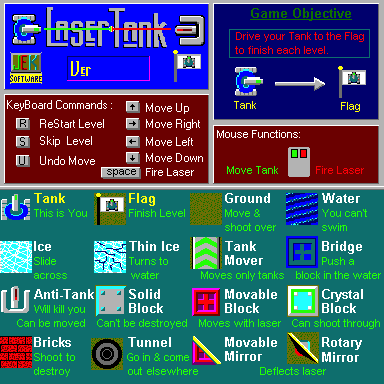 LASERTANK
JEK
SOFTWARE
Ver
Game Objective
Drive your Tank to the Flag
to finish each level.
Tank
Flag
KeyBoard Commands :
R ReStart Level
S Skip Level
U Undo Move
Move Up
Move Right
Move Left
Move Down
space Fire Laser
Mouse Functions:
Move Tank
Fire Laser
Tank
This is You
Flag
Finish Level
Ground
Move &
shoot over
Water
You can't
swim
Ice
Slide
across
Thin Ice
Turns to
water
Tank
Mover
Moves only tanks
Bridge
Push a
block in the water
Anti-Tank
Will kill you
Can be moved
Solid
Block
Can't be destroyed
Movable
Block
Moves with laser
Crystal
Block
Can shoot through
Bricks
Shoot to
destroy
Tunnel
Go in & come
out elsewhere
Movable
Mirror
Rotary
Mirror
Deflects laser